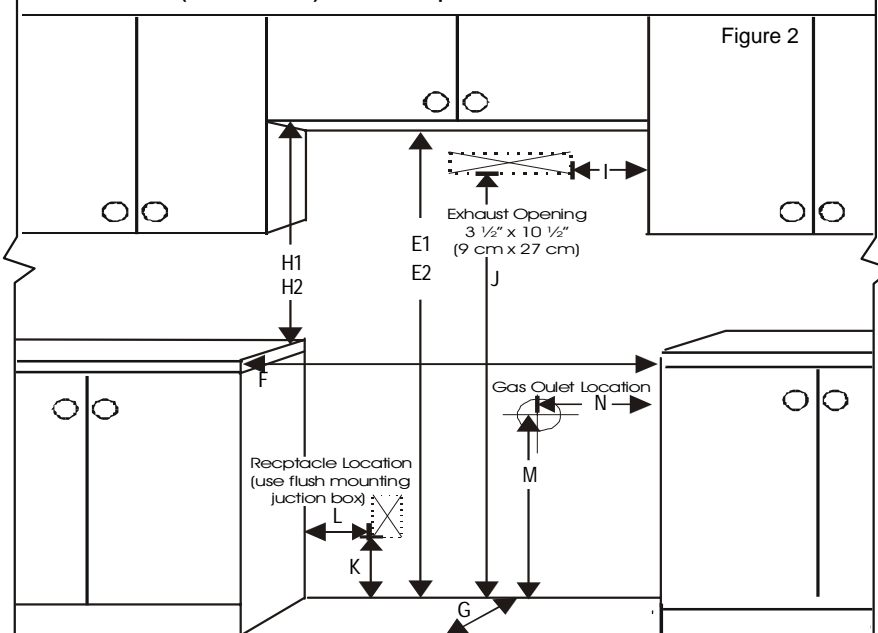 Figure 2
I
Exhaust Opening
3 ½" x 10 ½"
(9 cm x 27 cm)
E1
E2
H1
H2
J
F
Gas Oulet Location
N
M
Recptacle Location
(use flush mounting
juction box)
L
K
G